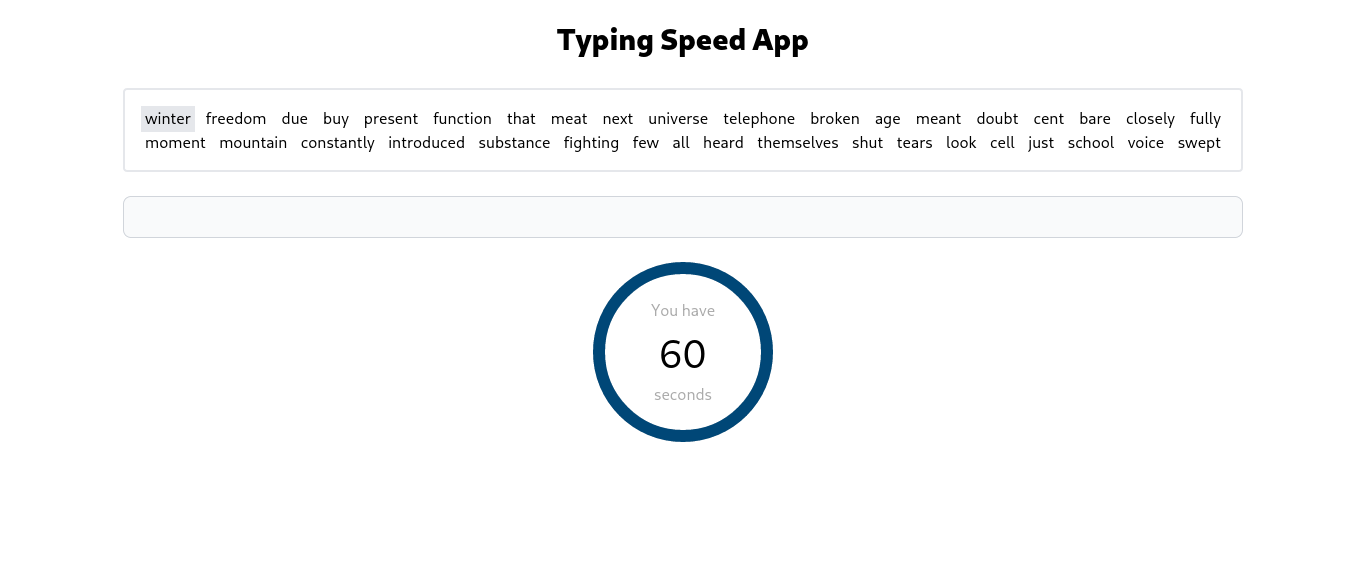 Typing Speed App
winter freedom due buy present function that meat next universe telephone broken age meant doubt cent bare closely fully
moment mountain constantly introduced substance fighting few all heard themselves shut tears look cell just school voice swept
You have
60
seconds